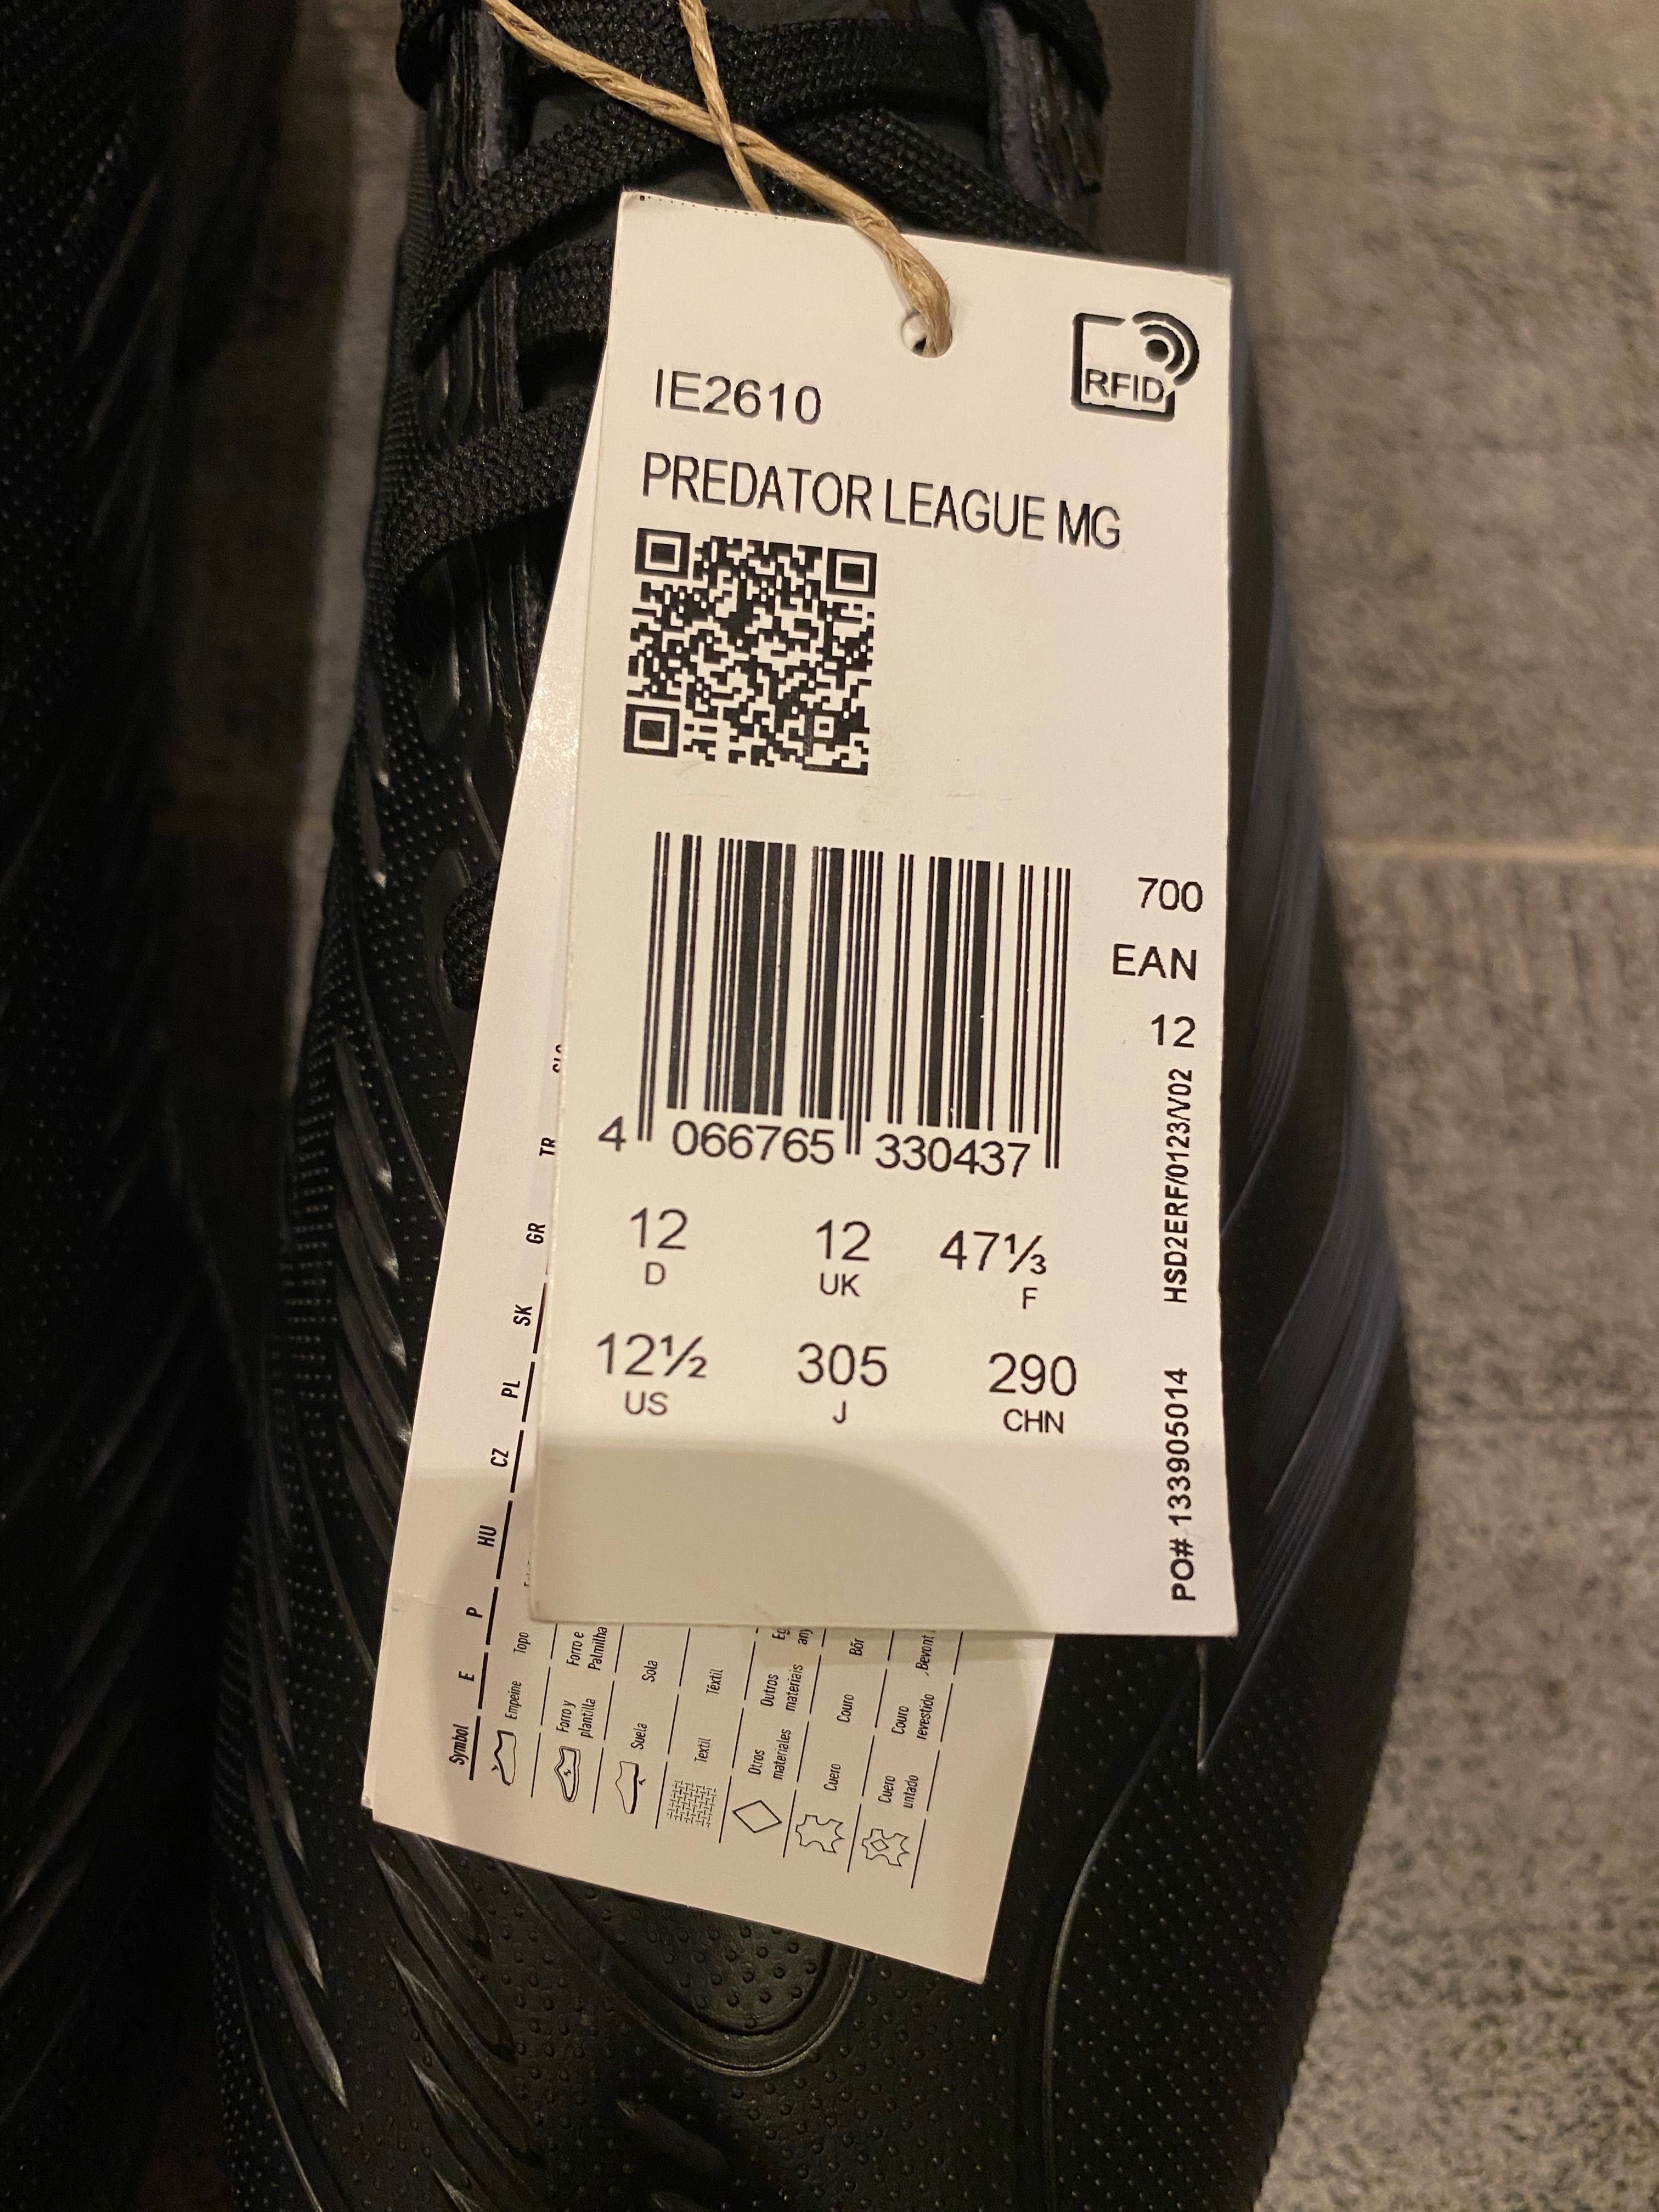 RFID
IE2610
PREDATOR LEAGUE MG
700
EAN
12
4 066765 330437
HSD2ERF/0123/V02
12 12 47⅓
D UK F
12½ 305 290
US J CHN
PO# 133905014
TR
GR
SK
PL
CZ
HU
P
E
Symbol
Empeine Topo
Forro y plantilla Forro e Palmilha
Suela Sola
Textil Têxtil
Otros materiales Outros materiais
Cuero Couro Bőr
Cuero untado Couro revestido